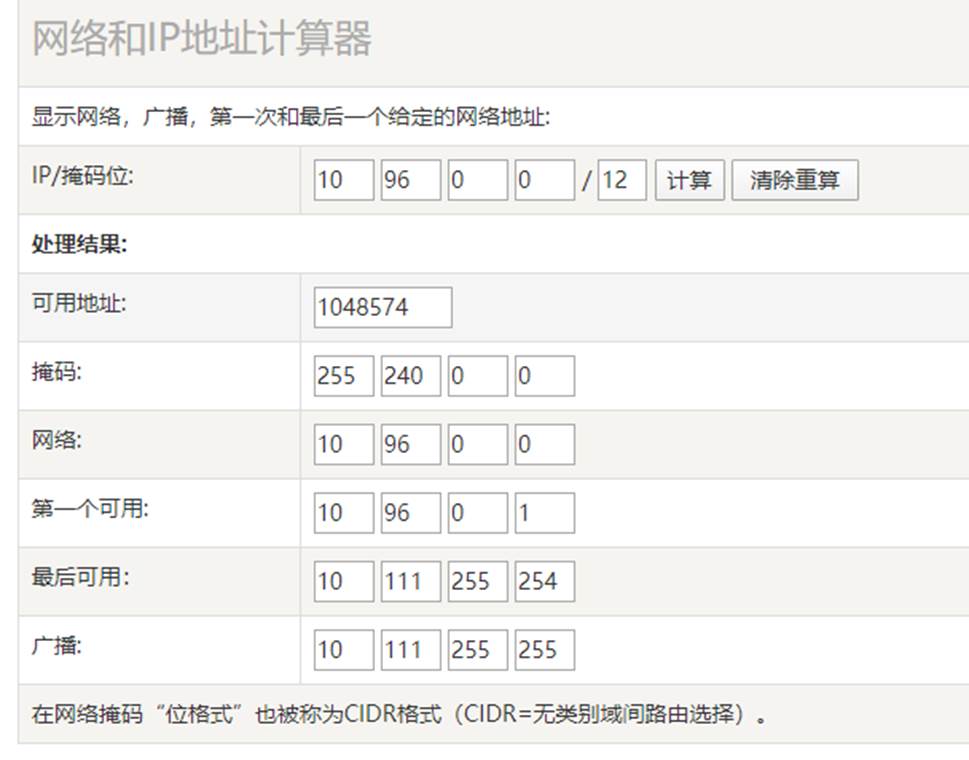 网络和IP地址计算器
显示网络，广播，第一次和最后一个给定的网络地址:
IP/掩码位: 10 96 0 0 / 12 计算 清除重算
处理结果:
可用地址: 1048574
掩码: 255 240 0 0
网络: 10 96 0 0
第一个可用: 10 96 0 1
最后可用: 10 111 255 254
广播: 10 111 255 255
在网络掩码“位格式”也被称为CIDR格式（CIDR=无类别域间路由选择）。